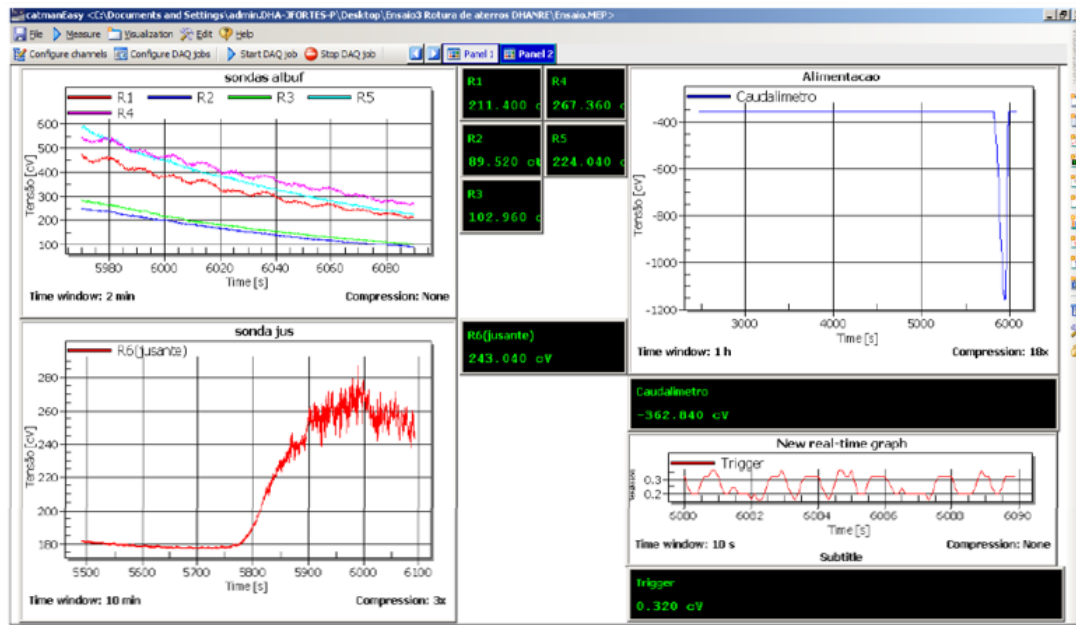 catmanEasy <C:\Documents and Settings\admin.DHA-JFORTES-P\Desktop\Ensaio3 Rotura de aterros DHANRE\Ensaio.MEP>
File Measure Visualization Edit Help
Configure channels Configure DAQ jobs Start DAQ job Stop DAQ job Panel 1 Panel 2
sondas albuf
R1 R2 R3 R5
R4
600
500
400
300
200
100
Tensão [cV]
5980 6000 6020 6040 6060 6080
Time [s]
Time window: 2 min Compression: None
R1
211.400 c
R4
267.360 c
R2
89.520 c
R5
224.040 c
R3
102.960 c
Alimentacao
Caudalimetro
-400
-600
-800
-1000
-1200
Tensão [cV]
3000 4000 5000 6000
Time [s]
Time window: 1 h Compression: 18x
sonda jus
R6(jusante)
280
260
240
220
200
180
Tensão [cV]
5500 5600 5700 5800 5900 6000 6100
Time [s]
Time window: 10 min Compression: 3x
R6(jusante)
243.040 cV
Caudalimetro
-362.840 cV
New real-time graph
Trigger
0.3
0.2
6080 6082 6084 6086 6088 6090
Time [s]
Time window: 10 s Compression: None
Subtitle
Trigger
0.320 cV